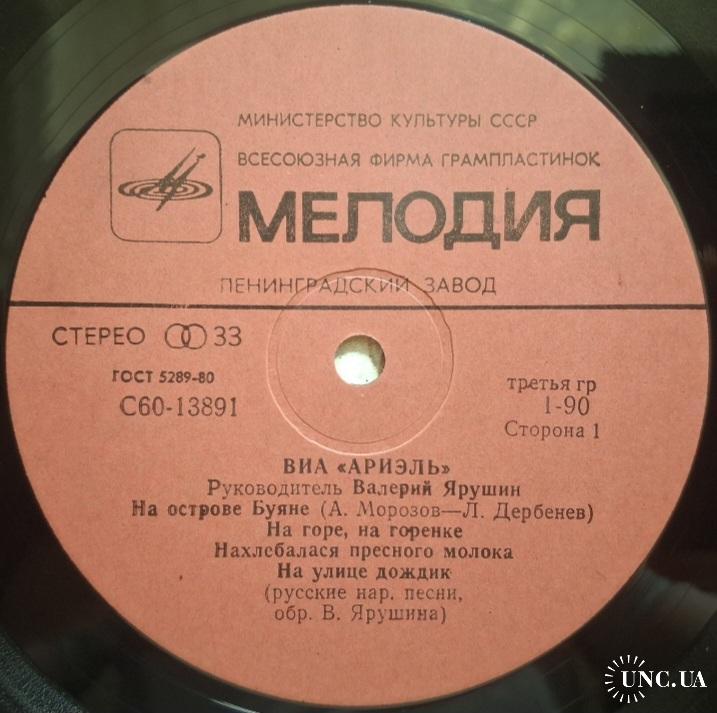 МИНИСТЕРСТВО КУЛЬТУРЫ СССР
ВСЕСОЮЗНАЯ ФИРМА ГРАМПЛАСТИНОК
МЕЛОДИЯ
ЛЕНИНГРАДСКИЙ ЗАВОД
СТЕРЕО 33
ГОСТ 5289-80
С60-13891
третья гр
1-90
Сторона 1
ВИА «АРИЭЛЬ»
Руководитель Валерий Ярушин
На острове Буяне (А. Морозов—Л. Дербенев)
На горе, на горенке
Нахлебалася пресного молока
На улице дождик
(русские нар. песни,
обр. В. Ярушина)
UNC.UA